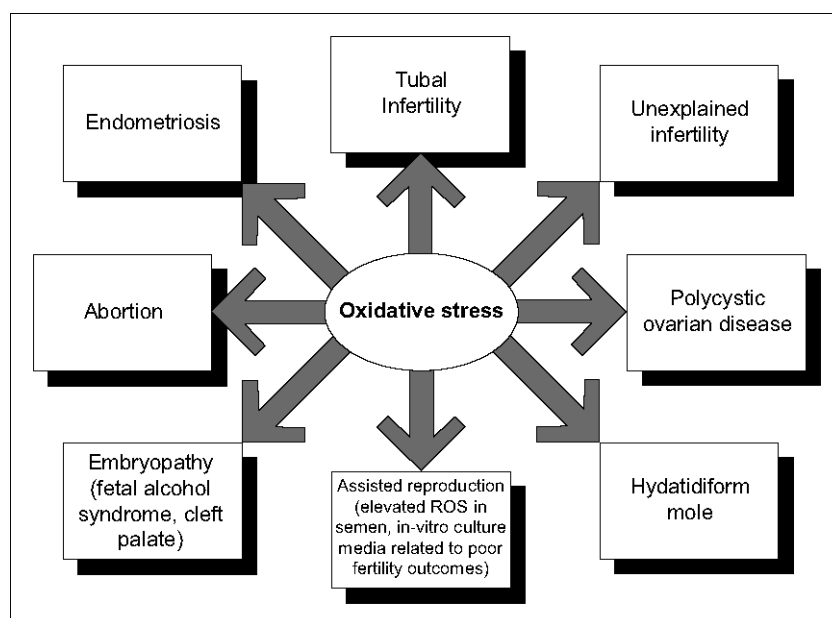 Tubal
Infertility
Endometriosis
Unexplained
infertility
Abortion
Oxidative stress
Polycystic
ovarian disease
Embryopathy
(fetal alcohol
syndrome, cleft
palate)
Assisted reproduction
(elevated ROS in
semen, in-vitro culture
media related to poor
fertility outcomes)
Hydatidiform
mole